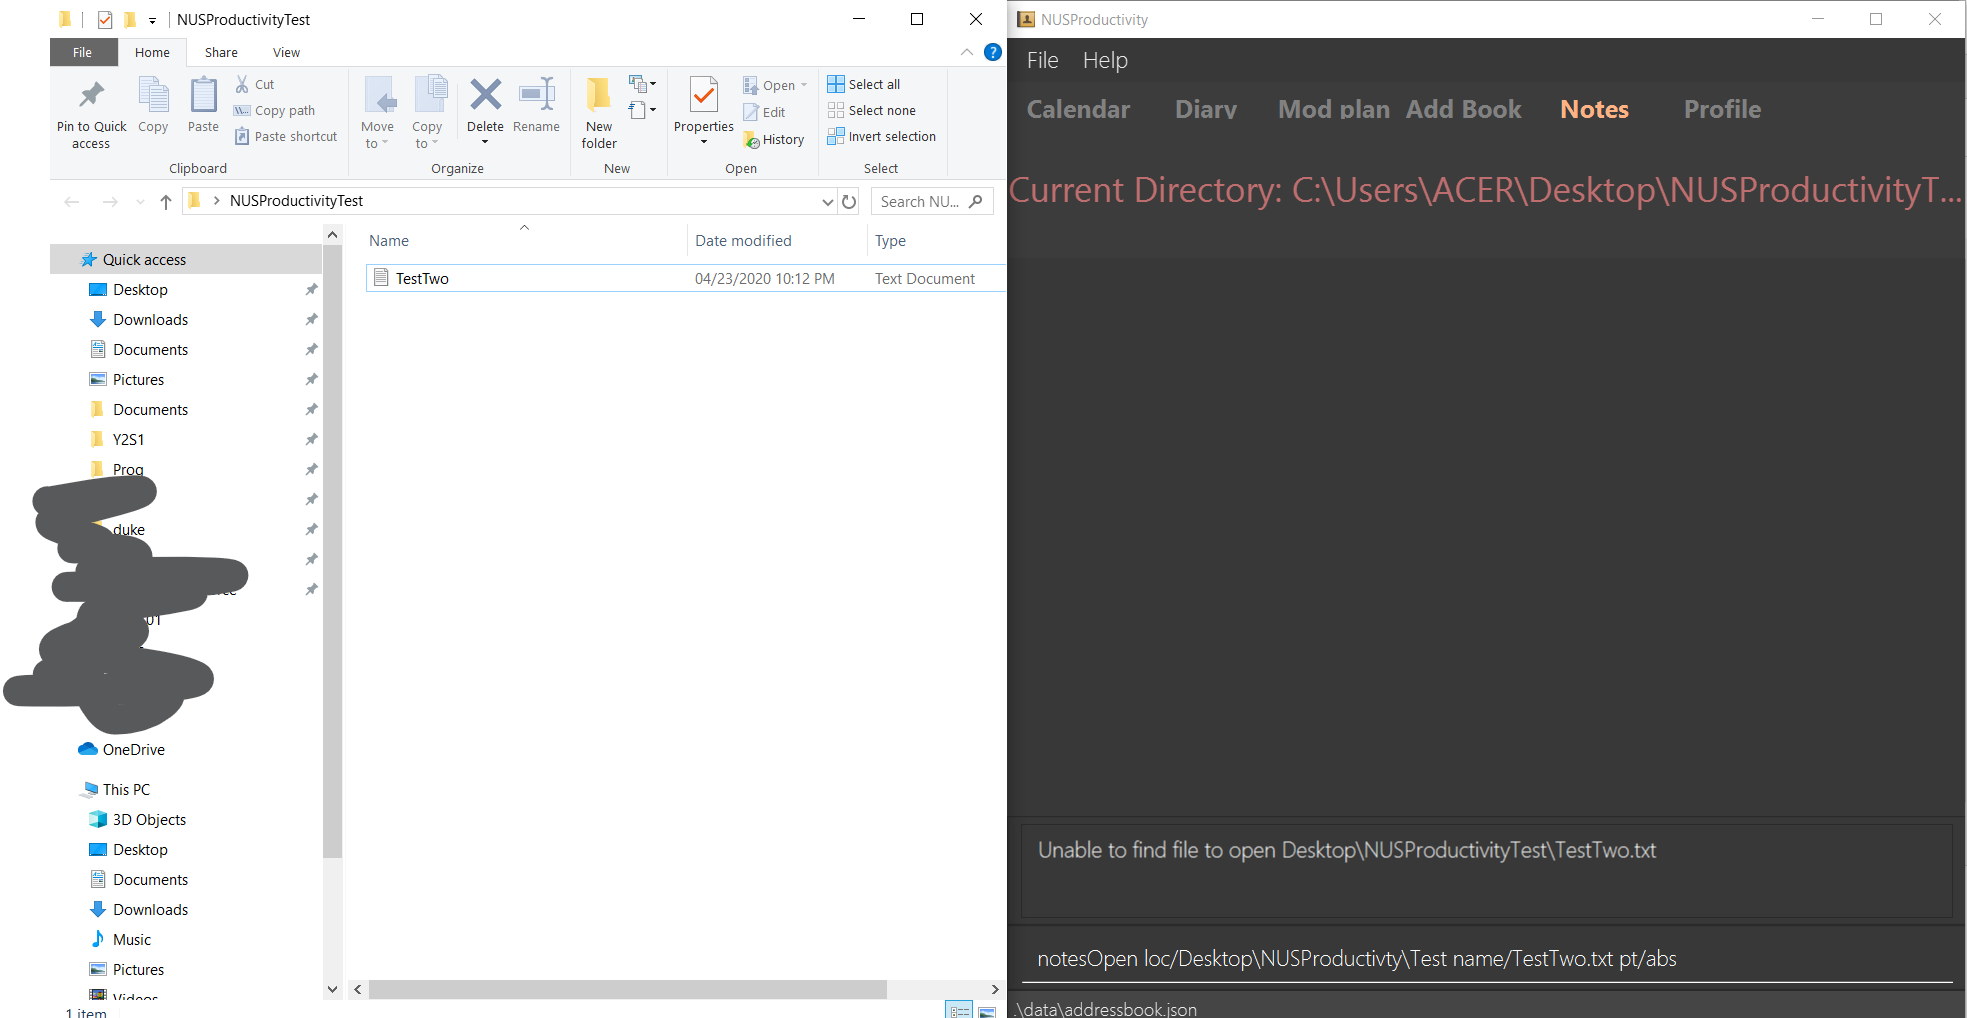 NUSProductivityTest
File Home Share View
Pin to Quick access
Copy
Paste
Cut
Copy path
Paste shortcut
Clipboard
Move to
Copy to
Delete
Rename
Organize
New folder
New
Properties
Open
Edit
History
Open
Select all
Select none
Invert selection
Select
NUSProductivityTest
Search NU...
Name Date modified Type
TestTwo 04/23/2020 10:12 PM Text Document
Quick access
Desktop
Downloads
Documents
Pictures
Documents
Y2S1
Prog
duke
01
OneDrive
This PC
3D Objects
Desktop
Documents
Downloads
Music
Pictures
Videos
1 item
NUSProductivity
File Help
Calendar Diary Mod plan Add Book Notes Profile
Current Directory: C:\Users\ACER\Desktop\NUSProductivityT...
Unable to find file to open Desktop\NUSProductivityTest\TestTwo.txt
notesOpen loc/Desktop\NUSProductivty\Test name/TestTwo.txt pt/abs
.\data\addressbook.json